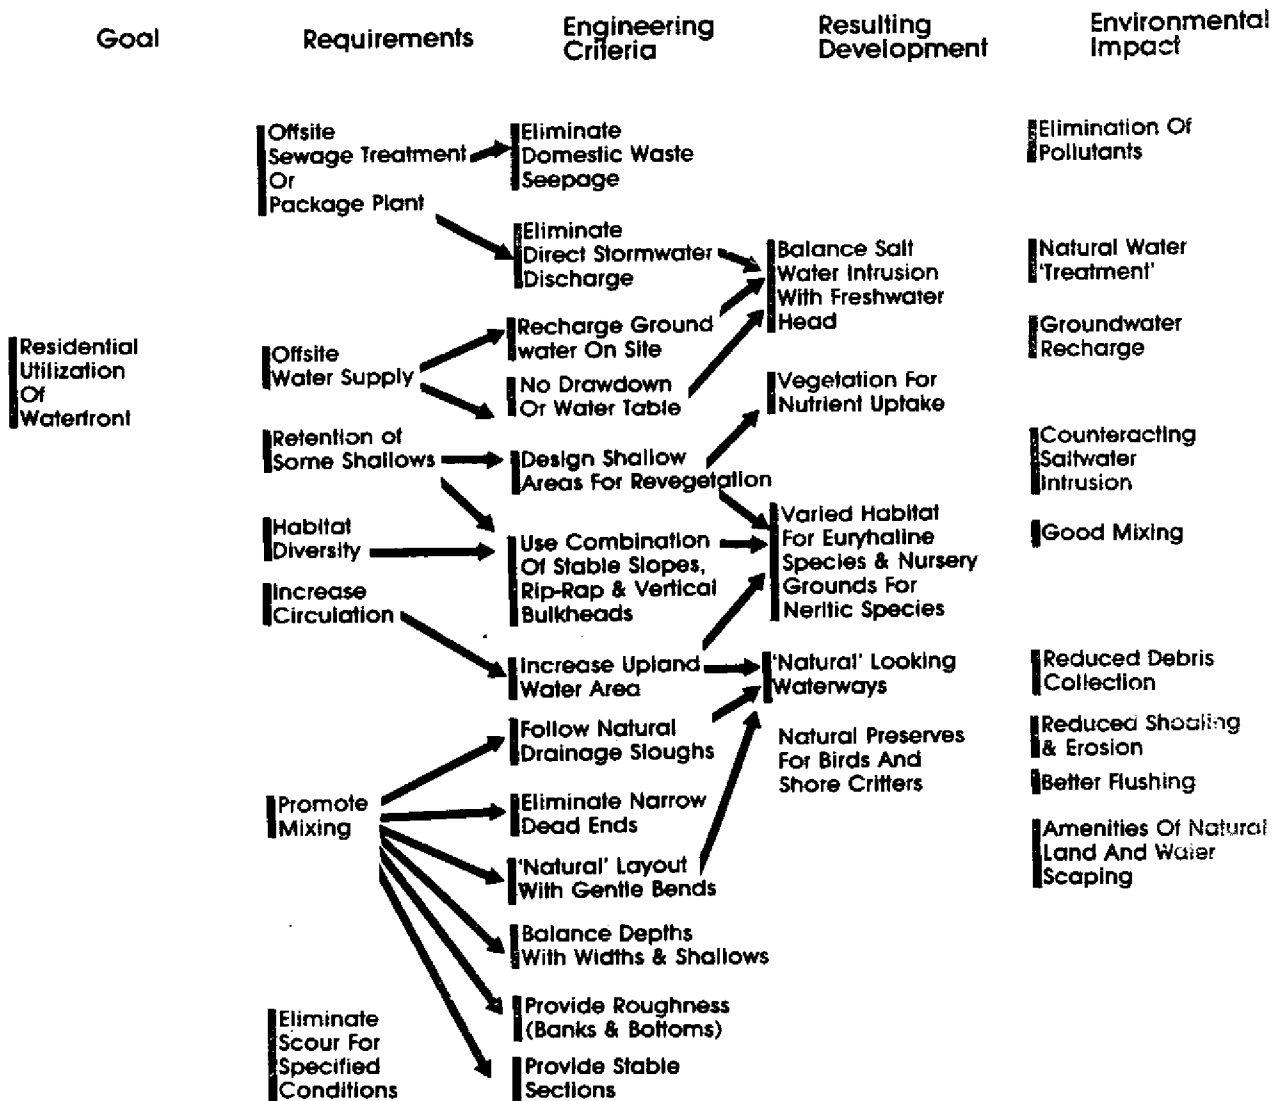 Goal
Requirements
Engineering
Criteria
Resulting
Development
Environmental
Impact
Residential
Utilization
Of
Waterfront
Offsite
Sewage Treatment
Or
Package Plant
Offsite
Water Supply
Retention of
Some Shallows
Habitat
Diversity
Increase
Circulation
Promote
Mixing
Eliminate
Scour For
Specified
Conditions
Eliminate
Domestic Waste
Seepage
Eliminate
Direct Stormwater
Discharge
Recharge Ground
water On Site
No Drawdown
Or Water Table
Design Shallow
Areas For Revegetation
Use Combination
Of Stable Slopes,
Rip-Rap & Vertical
Bulkheads
Increase Upland
Water Area
Follow Natural
Drainage Sloughs
Eliminate Narrow
Dead Ends
'Natural' Layout
With Gentle Bends
Balance Depths
With Widths & Shallows
Provide Roughness
(Banks & Bottoms)
Provide Stable
Sections
Balance Salt
Water Intrusion
With Freshwater
Head
Vegetation For
Nutrient Uptake
Varied Habitat
For Euryhaline
Species & Nursery
Grounds For
Neritic Species
'Natural' Looking
Waterways
Natural Preserves
For Birds And
Shore Critters
Elimination Of
Pollutants
Natural Water
'Treatment'
Groundwater
Recharge
Counteracting
Saltwater
Intrusion
Good Mixing
Reduced Debris
Collection
Reduced Shoaling
& Erosion
Better Flushing
Amenities Of Natural
Land And Water
Scaping